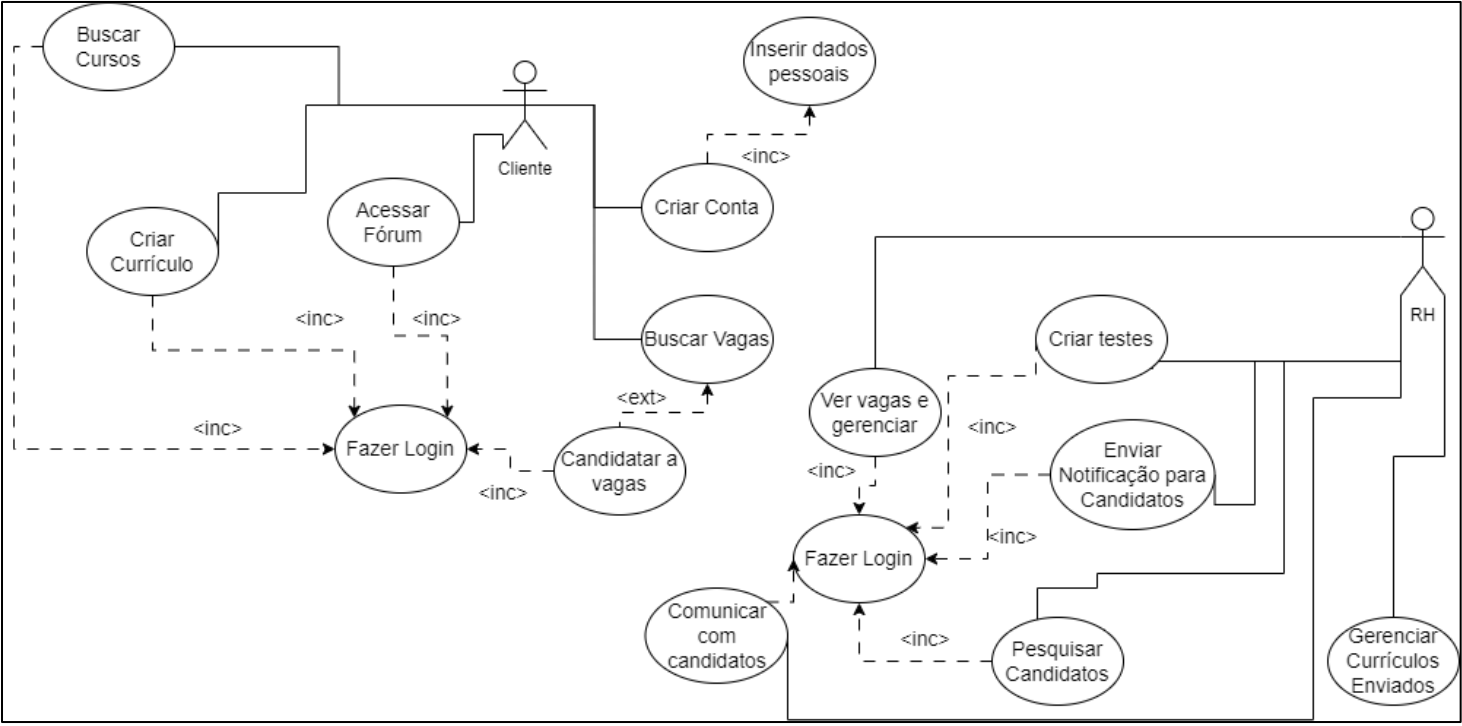 Buscar
Cursos
Inserir dados
pessoais
Cliente
<inc>
Acessar
Fórum
Criar Conta
Criar
Currículo
<inc>
<inc>
Buscar Vagas
RH
Criar testes
<ext>
Ver vagas e
gerenciar
<inc>
<inc>
Fazer Login
Candidatar a
vagas
<inc>
<inc>
Enviar
Notificação para
Candidatos
<inc>
Fazer Login
Comunicar
com
candidatos
<inc>
Pesquisar
Candidatos
Gerenciar
Currículos
Enviados